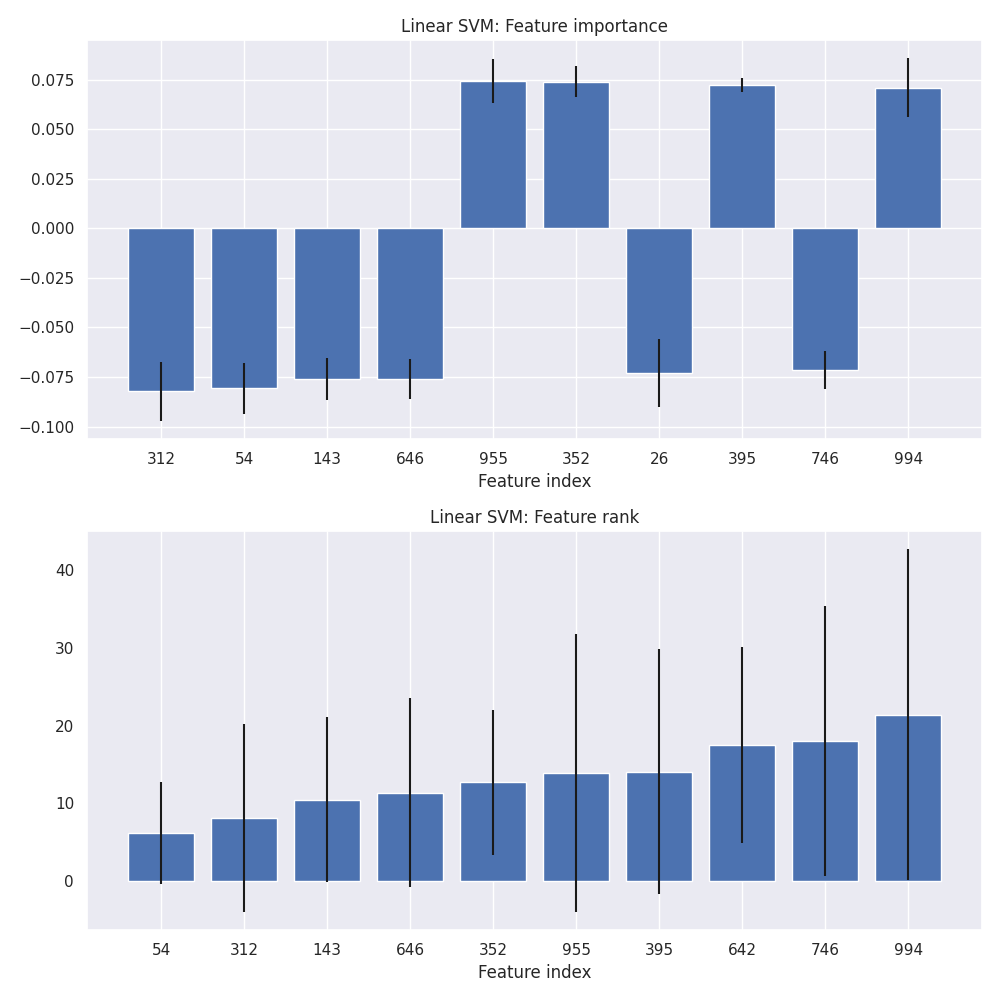 Linear SVM: Feature importance
0.075
0.050
0.025
0.000
−0.025
−0.050
−0.075
−0.100
312 54 143 646 955 352 26 395 746 994
Feature index
Linear SVM: Feature rank
40
30
20
10
0
54 312 143 646 352 955 395 642 746 994
Feature index